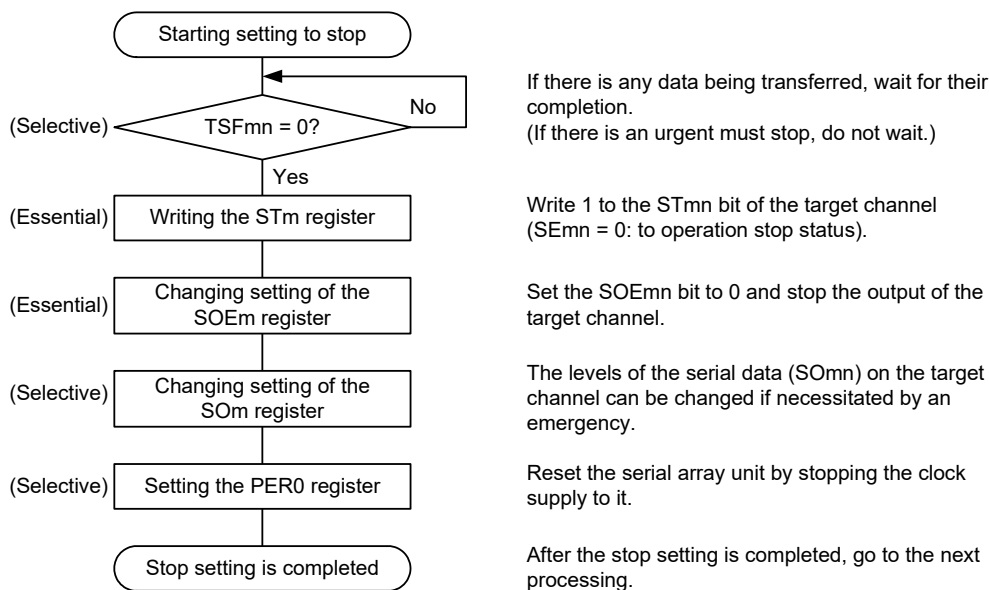 Starting setting to stop
If there is any data being transferred, wait for their
completion.
(If there is an urgent must stop, do not wait.)
No
(Selective)
TSFmn = 0?
Yes
(Essential)
Writing the STm register
Write 1 to the STmn bit of the target channel
(SEmn = 0: to operation stop status).
(Essential)
Changing setting of the
SOEm register
Set the SOEmn bit to 0 and stop the output of the
target channel.
(Selective)
Changing setting of the
SOm register
The levels of the serial data (SOmn) on the target
channel can be changed if necessitated by an
emergency.
(Selective)
Setting the PER0 register
Reset the serial array unit by stopping the clock
supply to it.
Stop setting is completed
After the stop setting is completed, go to the next
processing.